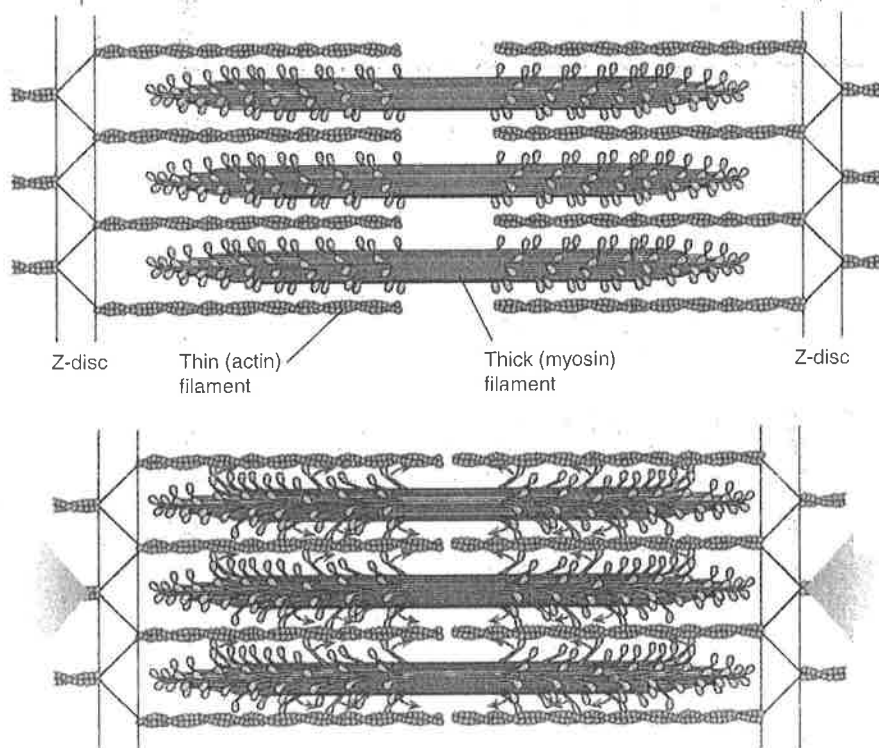 Z-disc
Thin (actin)
filament
Thick (myosin)
filament
Z-disc